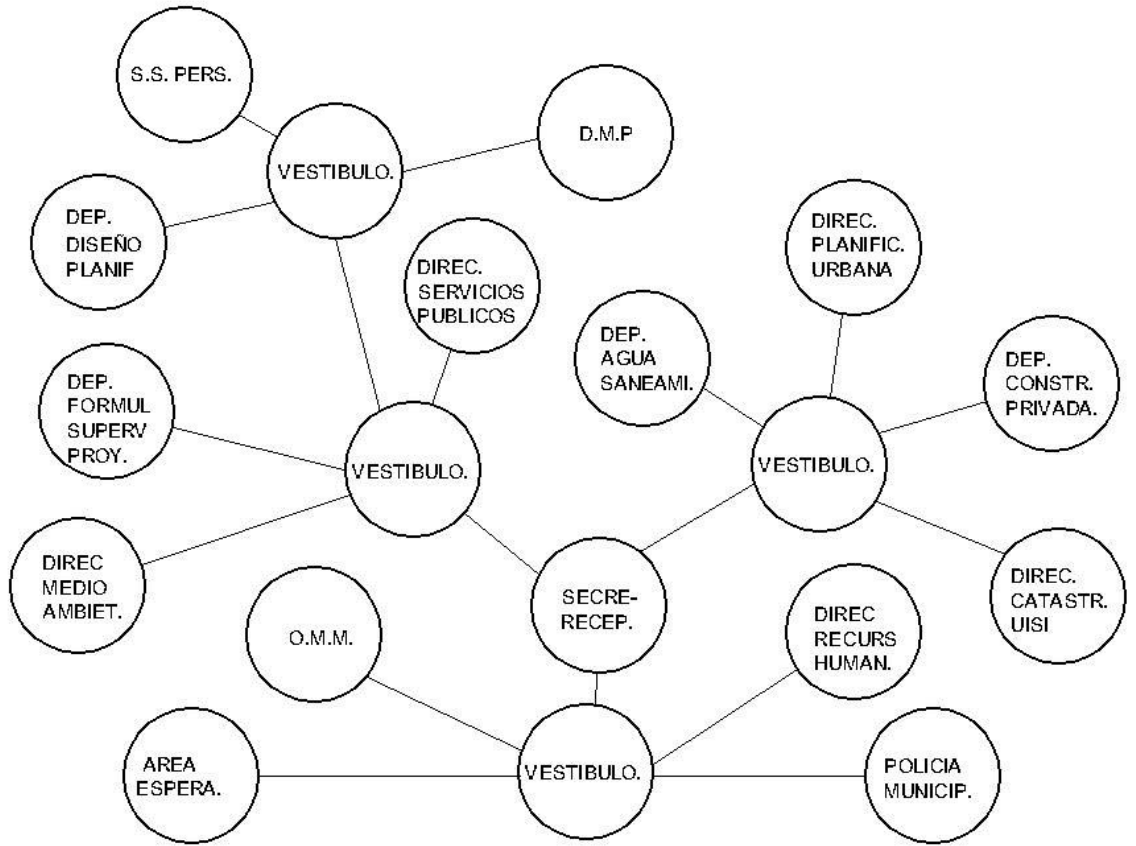 S.S. PERS.
D.M.P
VESTIBULO.
DEP.
DISEÑO
PLANIF
DIREC.
PLANIFIC.
URBANA
DIREC.
SERVICIOS
PUBLICOS
DEP.
AGUA
SANEAMI.
DEP.
CONSTR.
PRIVADA.
DEP.
FORMUL
SUPERV
PROY.
VESTIBULO.
VESTIBULO.
DIREC
MEDIO
AMBIET.
SECRE-
RECEP.
DIREC.
CATASTR.
UISI
O.M.M.
DIREC
RECURS
HUMAN.
AREA
ESPERA.
VESTIBULO.
POLICIA
MUNICIP.